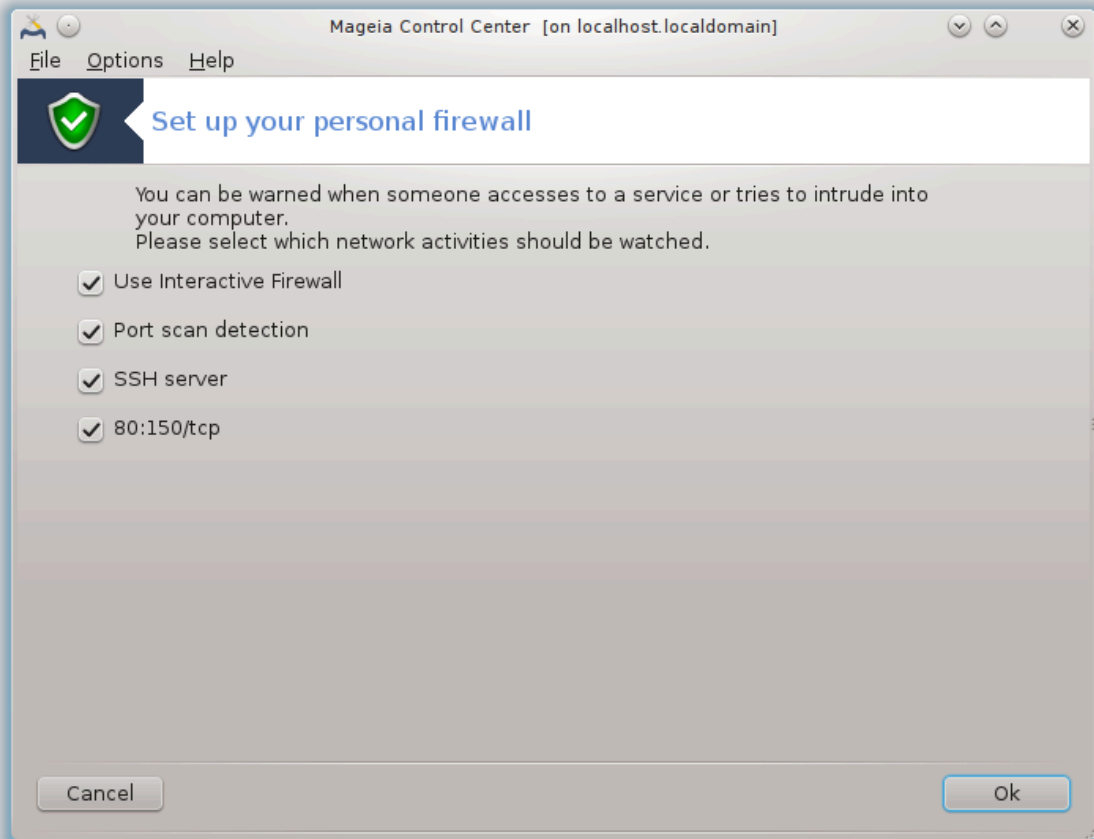 Mageia Control Center [on localhost.localdomain]
File Options Help
Set up your personal firewall
You can be warned when someone accesses to a service or tries to intrude into
your computer.
Please select which network activities should be watched.
Use Interactive Firewall
Port scan detection
SSH server
80:150/tcp
Cancel Ok